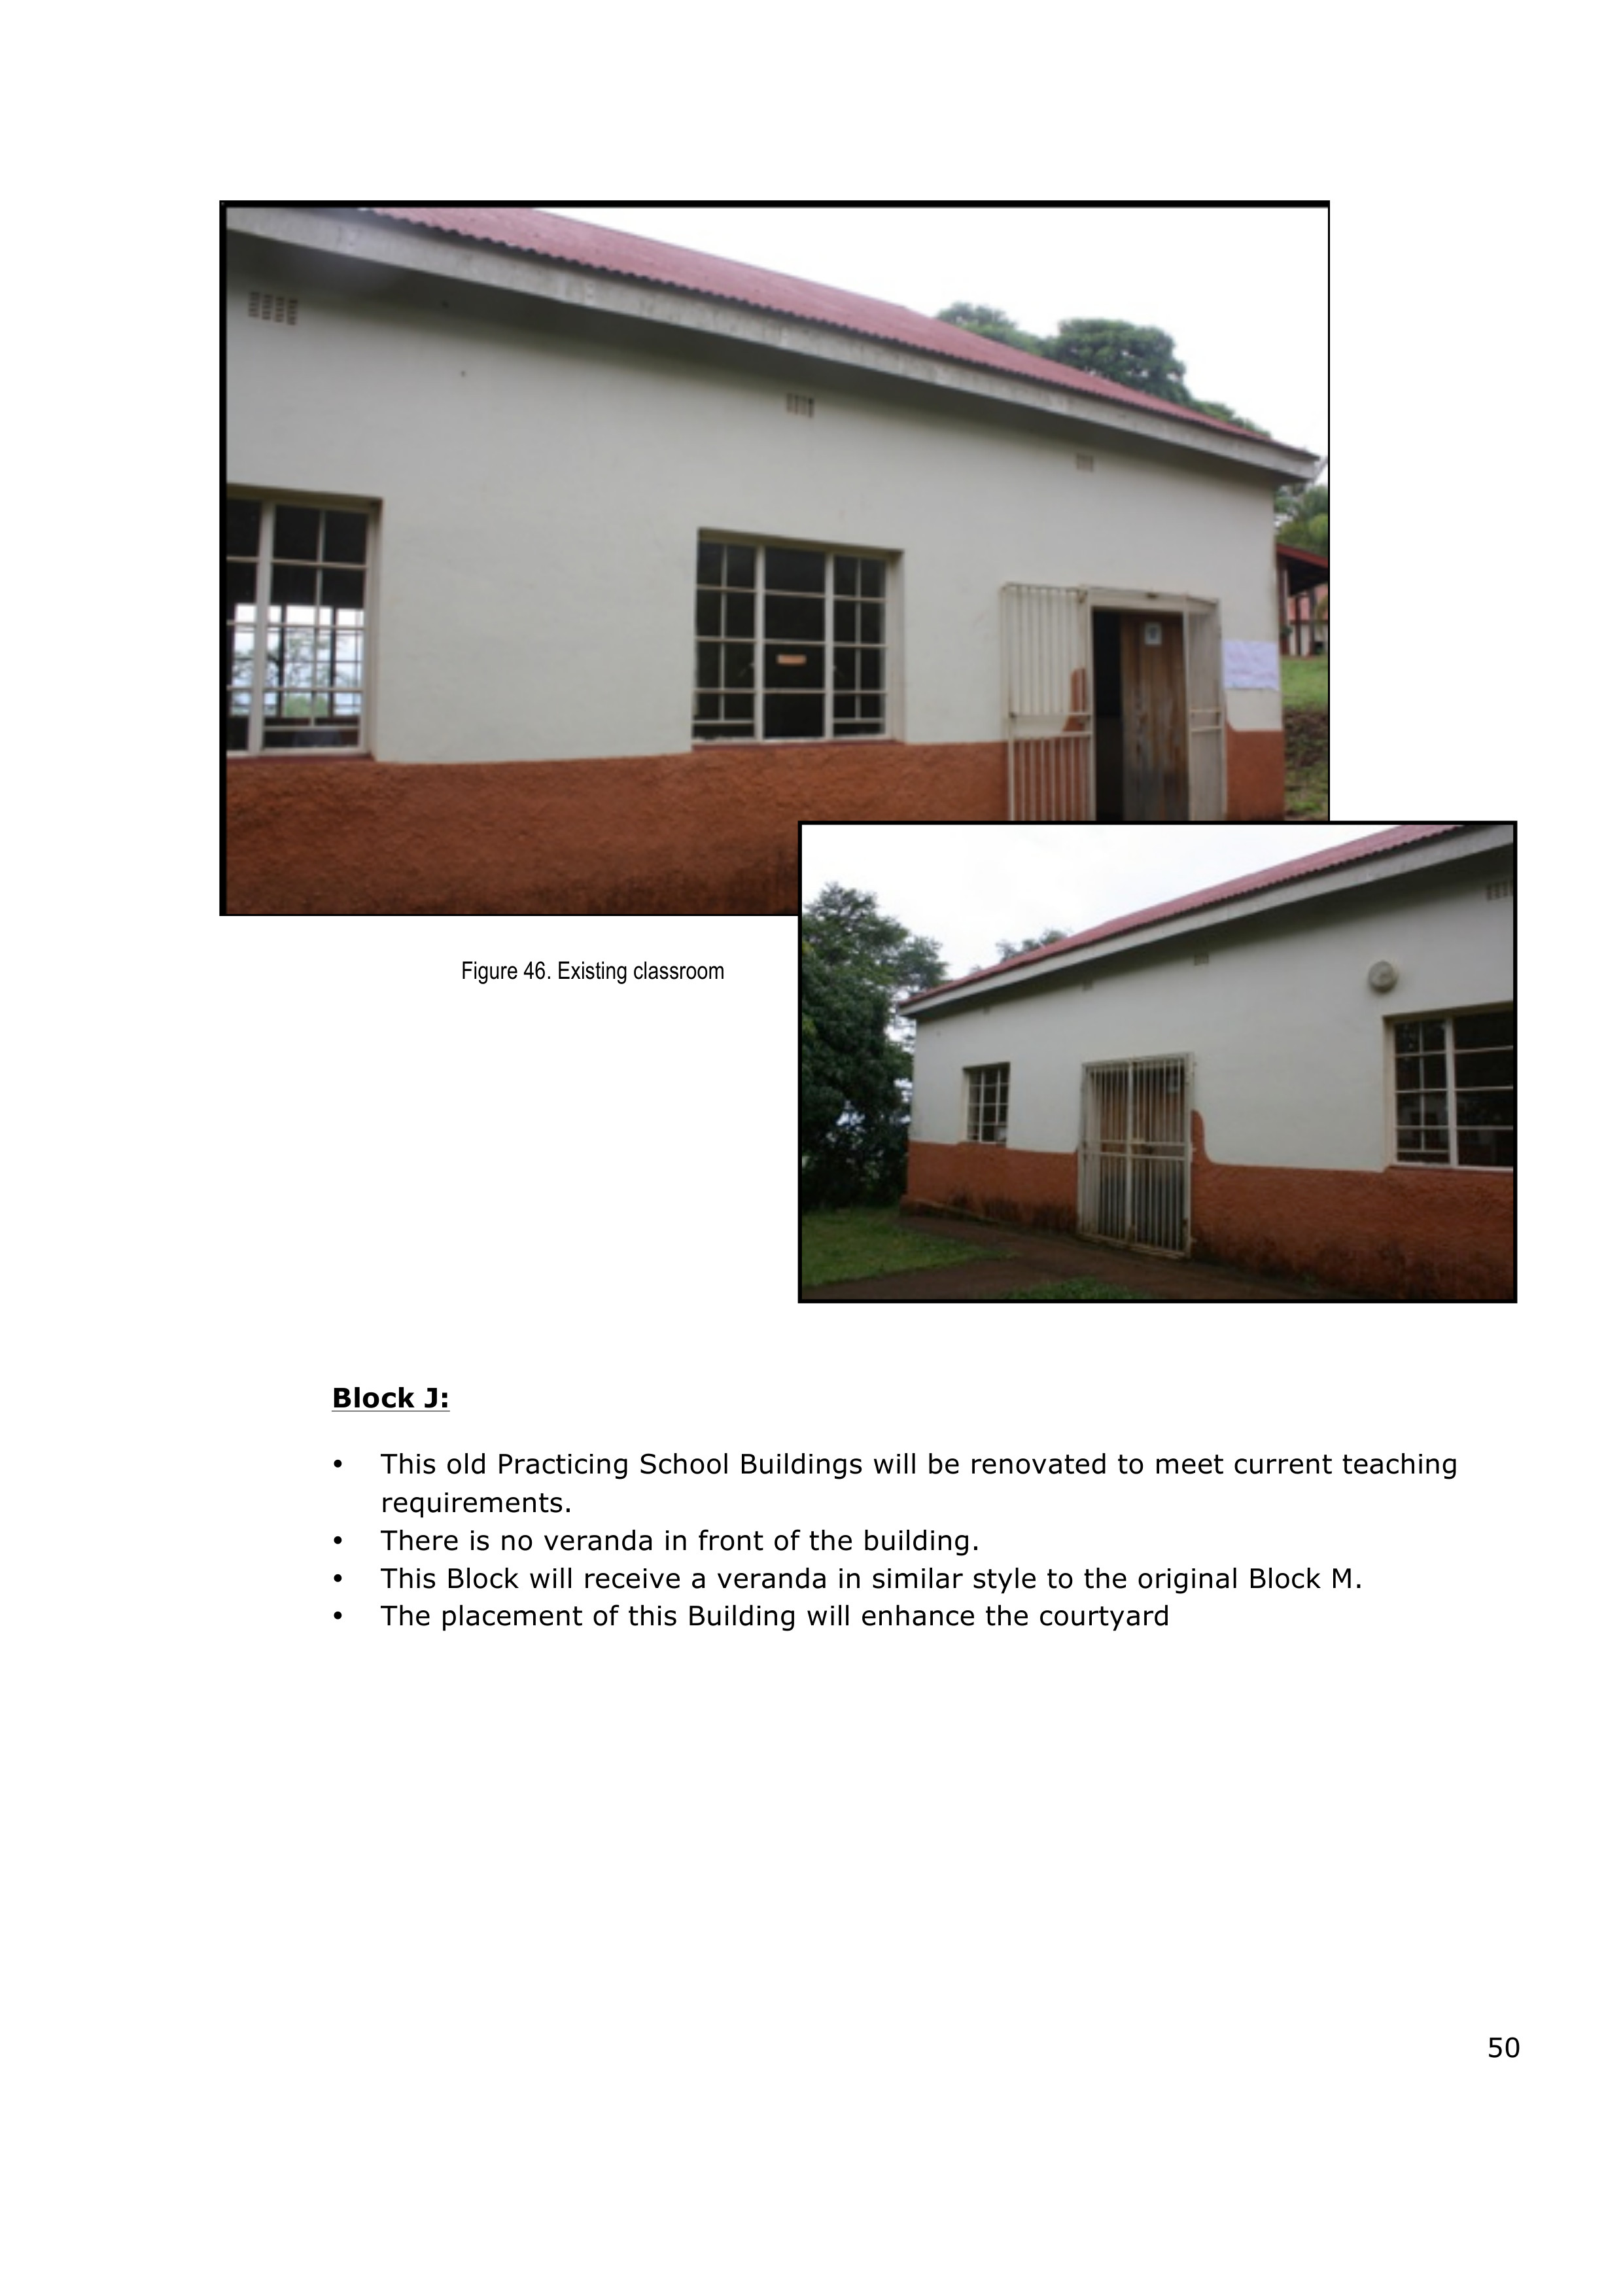 Figure 46. Existing classroom
Block J:
• This old Practicing School Buildings will be renovated to meet current teaching
requirements.
• There is no veranda in front of the building.
• This Block will receive a veranda in similar style to the original Block M.
• The placement of this Building will enhance the courtyard
50